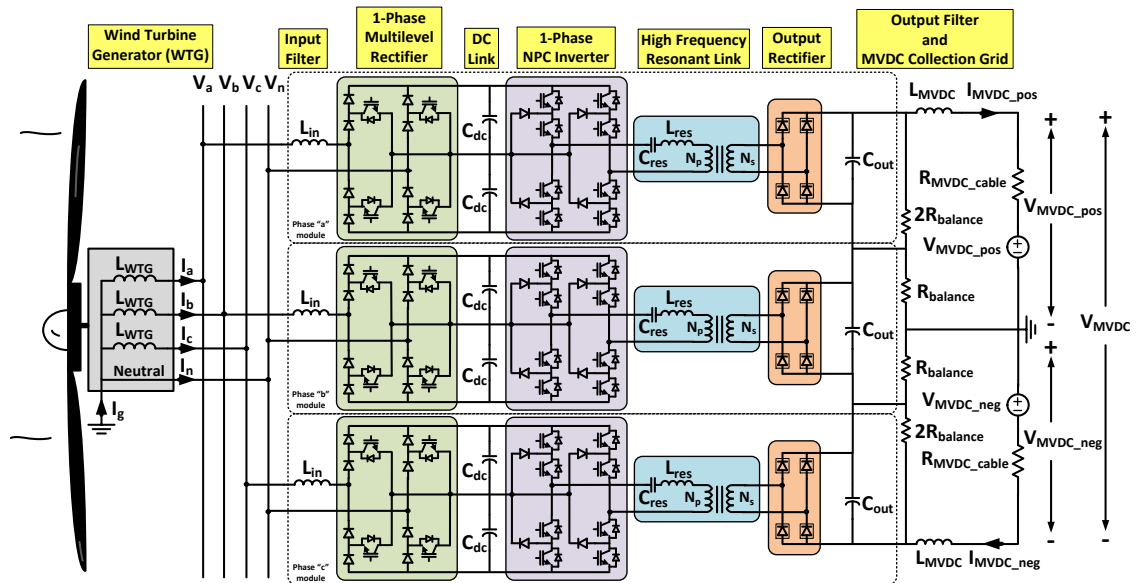 Wind Turbine
Generator (WTG)
Input
Filter
1-Phase
Multilevel
Rectifier
DC
Link
1-Phase
NPC Inverter
High Frequency
Resonant Link
Output
Rectifier
Output Filter
and
MVDC Collection Grid
Va Vb Vc Vn
Lin
Cdc
Cdc
Lres
Cres
Np
Ns
Cout
LMVDC
IMVDC_pos
+
+
RMVDC_cable
VMVDC_pos
2Rbalance
VMVDC_pos
+
-
Phase "a"
module
LWTG
Ia
LWTG
Ib
LWTG
Ic
Neutral
In
Ig
Lin
Cdc
Cdc
Lres
Cres
Np
Ns
Cout
Rbalance
-
VMVDC
+
Rbalance
VMVDC_neg
+
-
Phase "b"
module
Lin
Cdc
Cdc
Lres
Cres
Np
Ns
Cout
2Rbalance
VMVDC_neg
RMVDC_cable
-
-
LMVDC
IMVDC_neg
Phase "c"
module